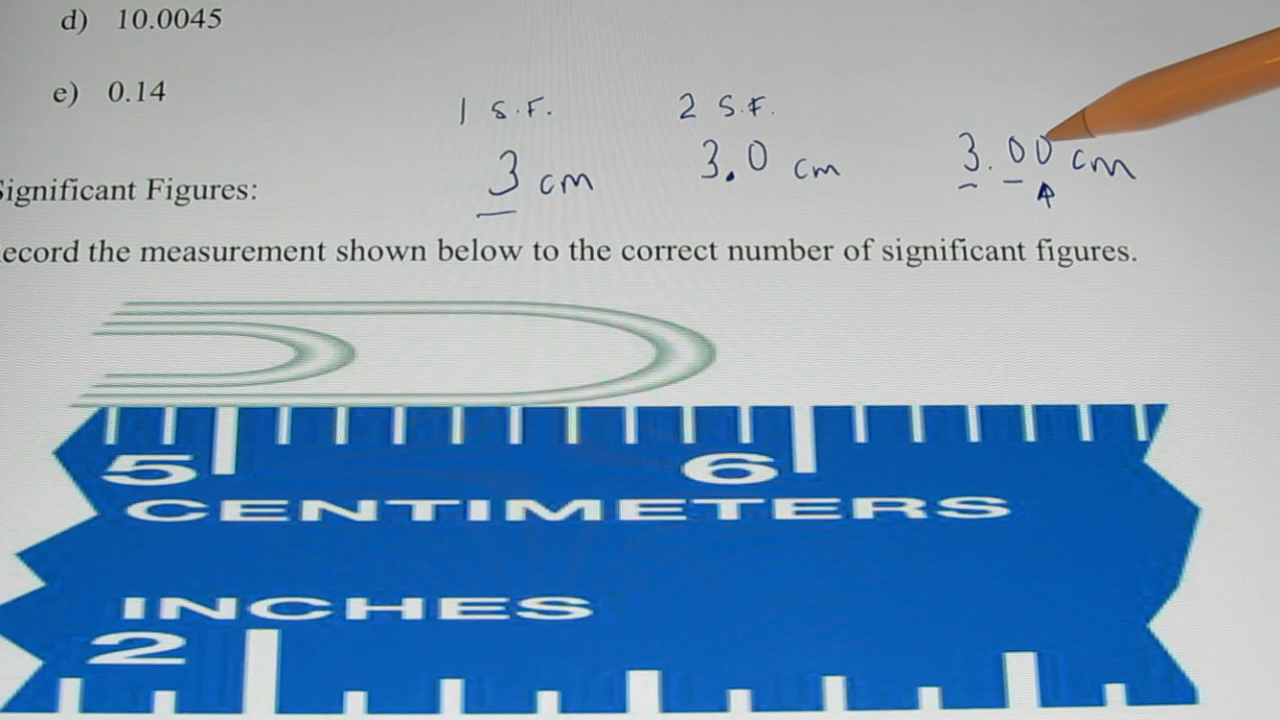 d) 10.0045
e) 0.14
1 S.F. 2 S.F.
3 cm 3.0 cm 3.00 cm
Significant Figures:
ecord the measurement shown below to the correct number of significant figures.
5 6
CENTIMETERS
INCHES
2